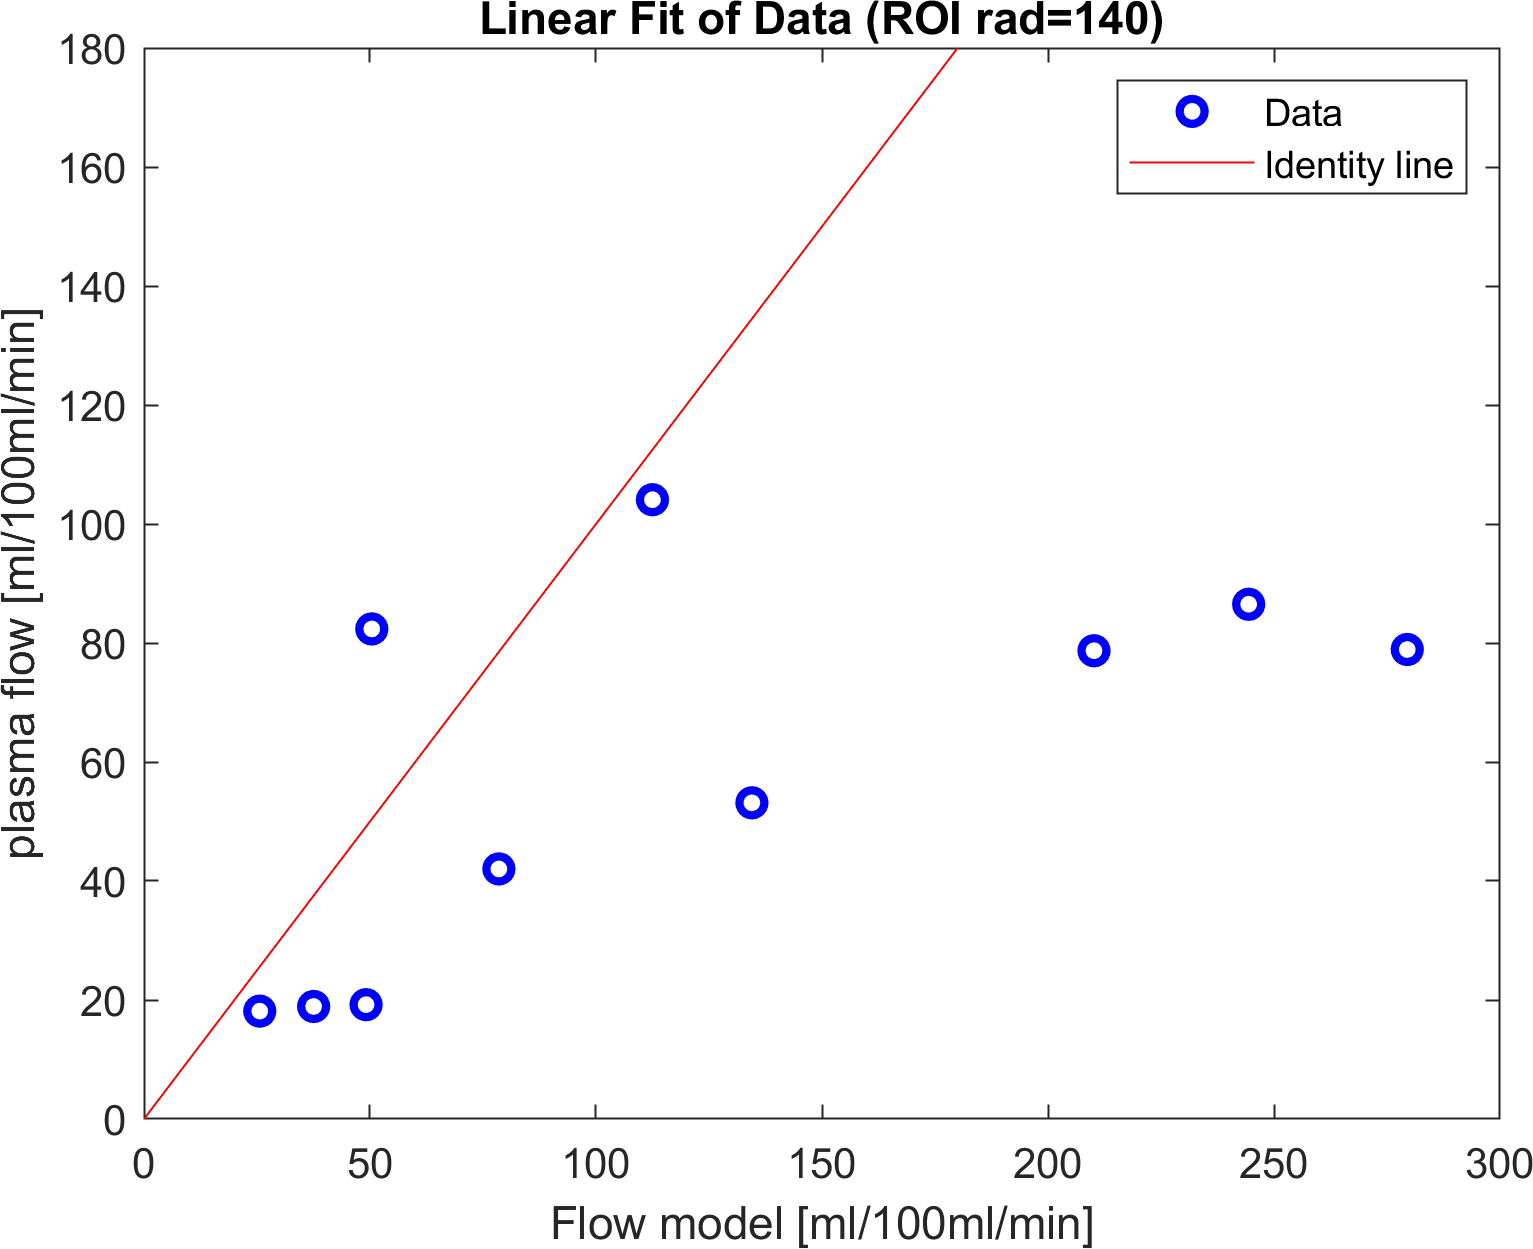 Linear Fit of Data (ROI rad=140)
180
160
140
120
100
80
60
40
20
0
plasma flow [ml/100ml/min]
Data
Identity line
0 50 100 150 200 250 300
Flow model [ml/100ml/min]